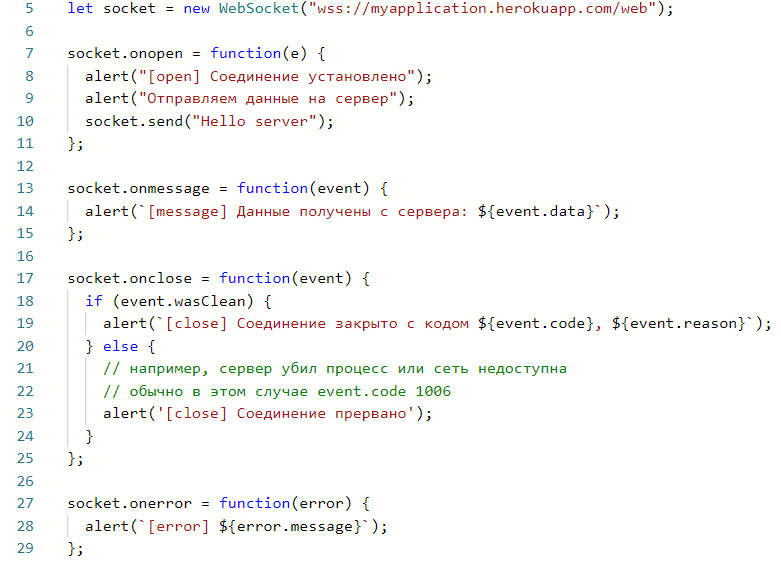 5 let socket = new WebSocket("wss://myapplication.herokuapp.com/web");
6
7 socket.onopen = function(e) {
8   alert("[open] Соединение установлено");
9   alert("Отправляем данные на сервер");
10   socket.send("Hello server");
11 };
12
13 socket.onmessage = function(event) {
14   alert(`[message] Данные получены с сервера: ${event.data}`);
15 };
16
17 socket.onclose = function(event) {
18   if (event.wasClean) {
19     alert(`[close] Соединение закрыто с кодом ${event.code}, ${event.reason}`);
20   } else {
21     // например, сервер убил процесс или сеть недоступна
22     // обычно в этом случае event.code 1006
23     alert('[close] Соединение прервано');
24   }
25 };
26
27 socket.onerror = function(error) {
28   alert(`[error] ${error.message}`);
29 };